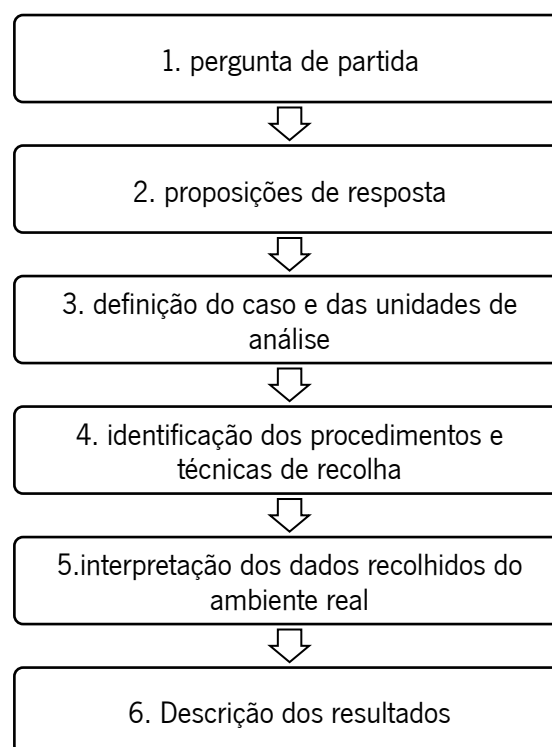 1. pergunta de partida
2. proposições de resposta
3. definição do caso e das unidades de
análise
4. identificação dos procedimentos e
técnicas de recolha
5.interpretação dos dados recolhidos do
ambiente real
6. Descrição dos resultados